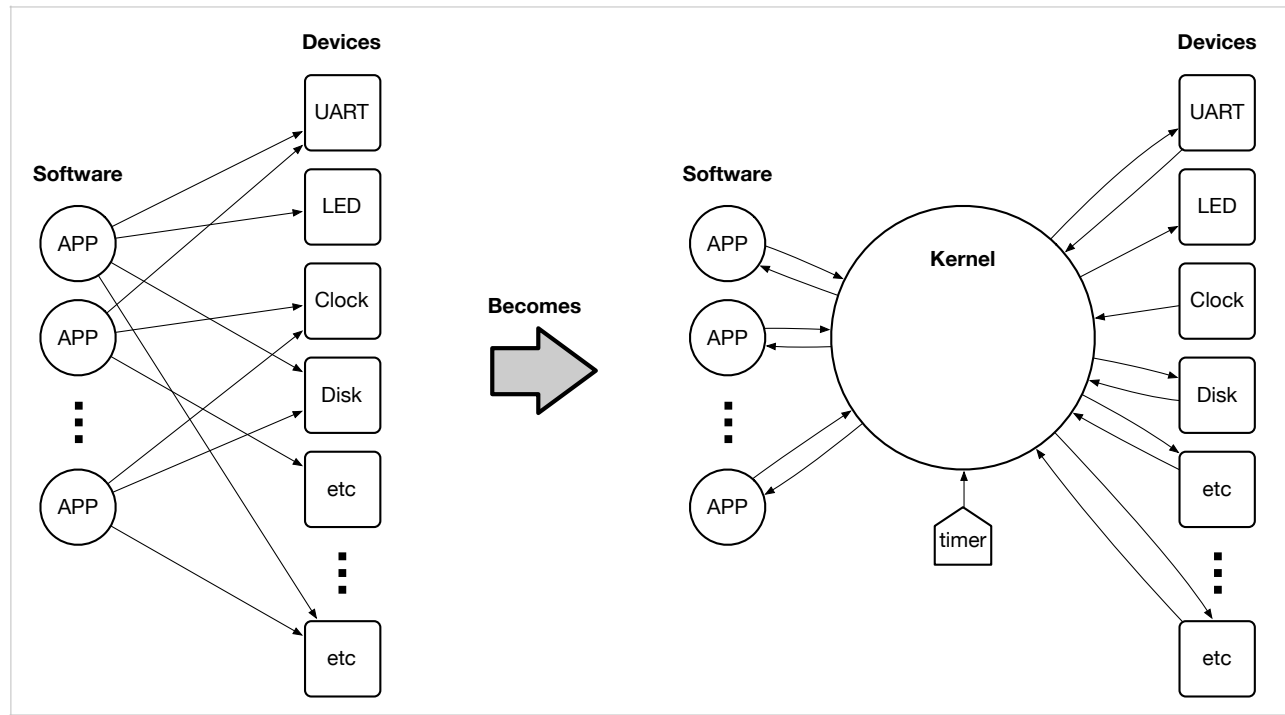 Devices
UART
Software
LED
APP
Clock
APP
Disk
etc
APP
etc
Becomes
Devices
UART
Software
LED
APP
Kernel
Clock
APP
Disk
APP
etc
timer
etc